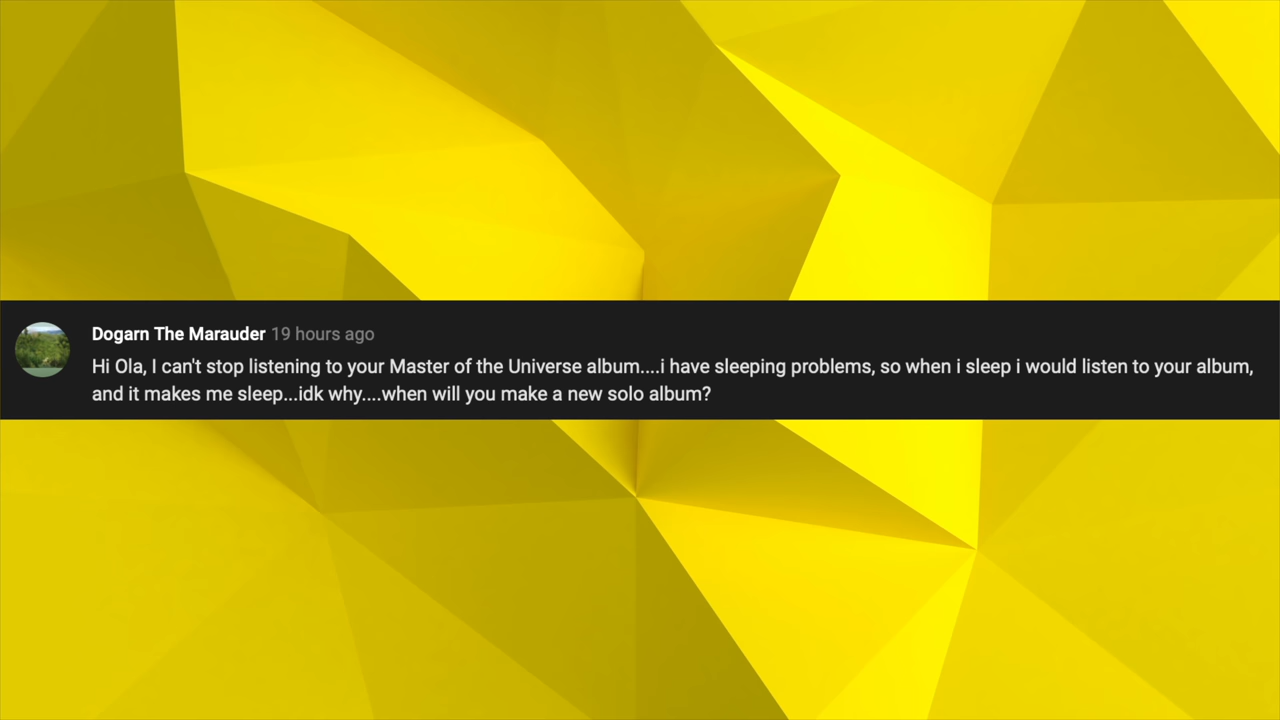 Dogarn The Marauder 19 hours ago
Hi Ola, I can't stop listening to your Master of the Universe album....i have sleeping problems, so when i sleep i would listen to your album,
and it makes me sleep...idk why....when will you make a new solo album?